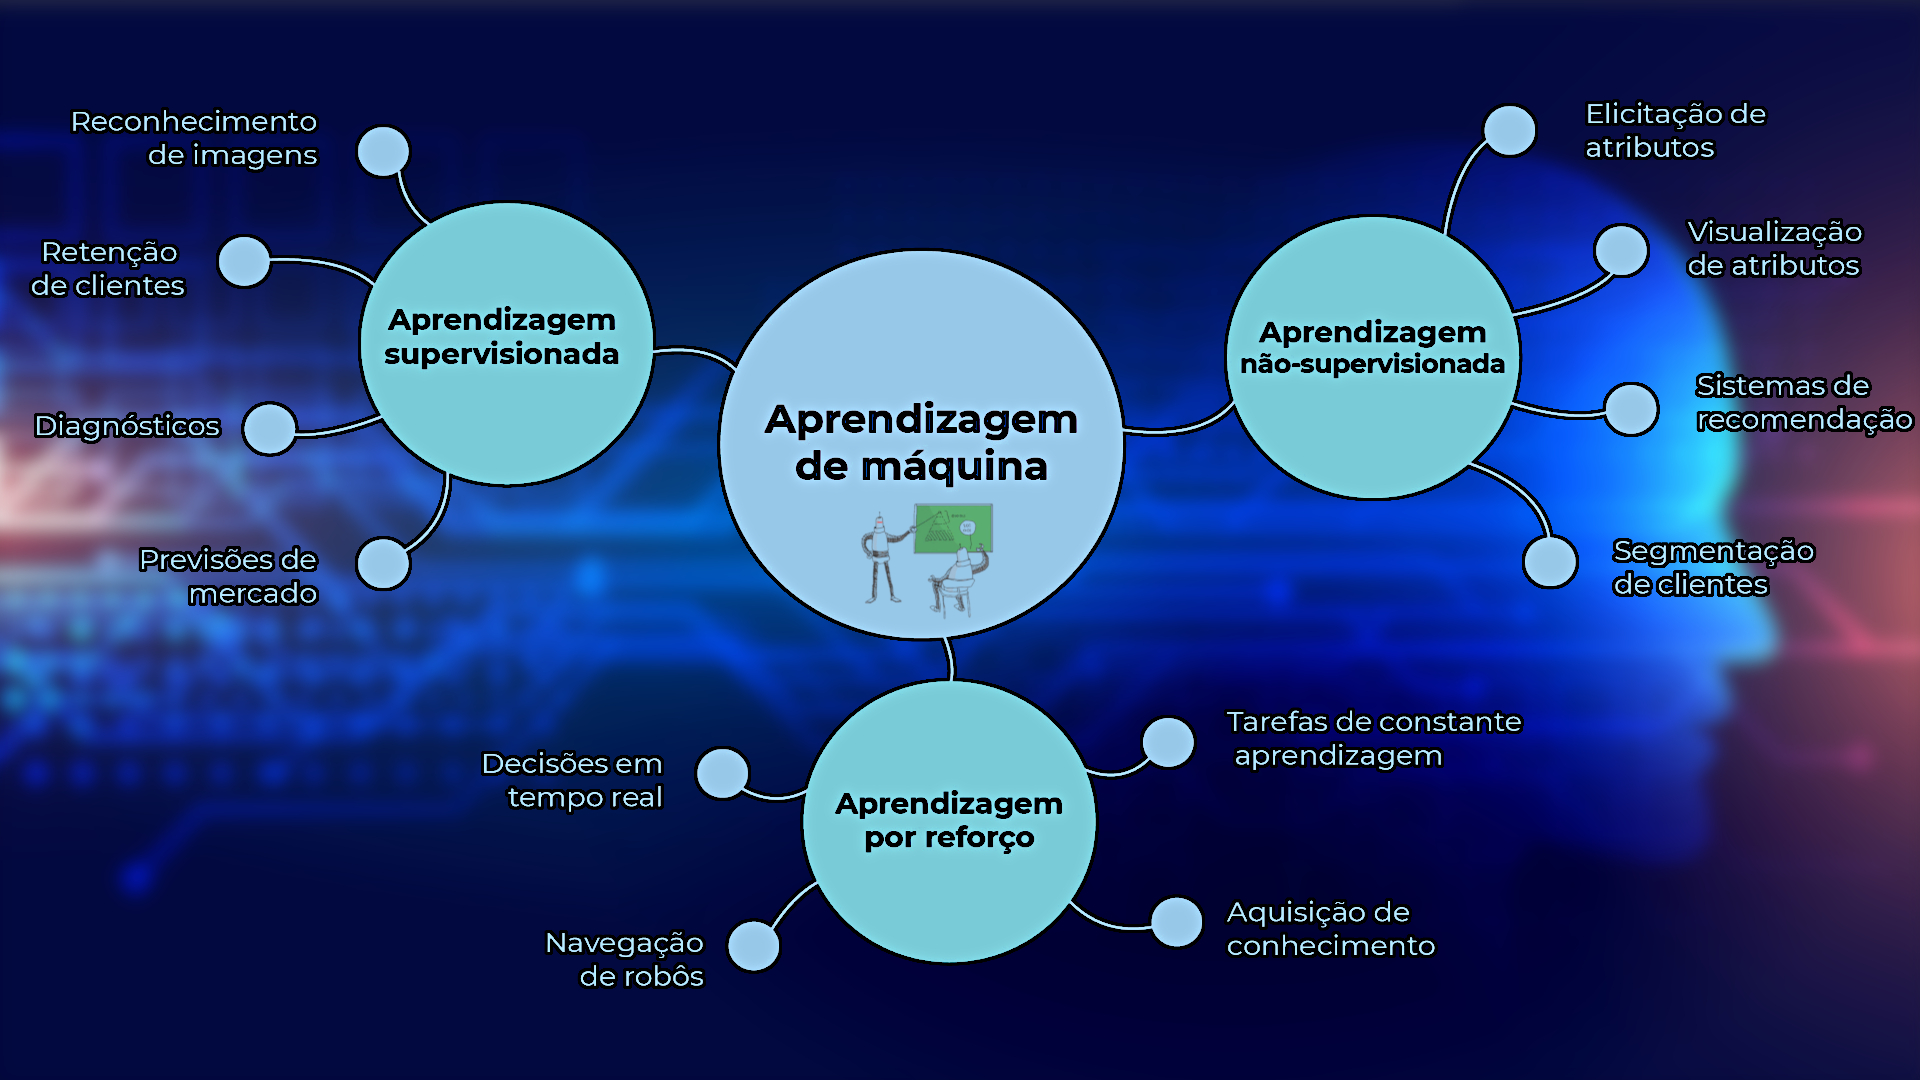 Reconhecimento
de imagens
Retenção
de clientes
Diagnósticos
Previsões de
mercado
Aprendizagem
supervisionada
Aprendizagem
de máquina
Aprendizagem
não-supervisionada
Elicitação de
atributos
Visualização
de atributos
Sistemas de
recomendação
Segmentação
de clientes
Aprendizagem
por reforço
Decisões em
tempo real
Navegação
de robôs
Tarefas de constante
aprendizagem
Aquisição de
conhecimento